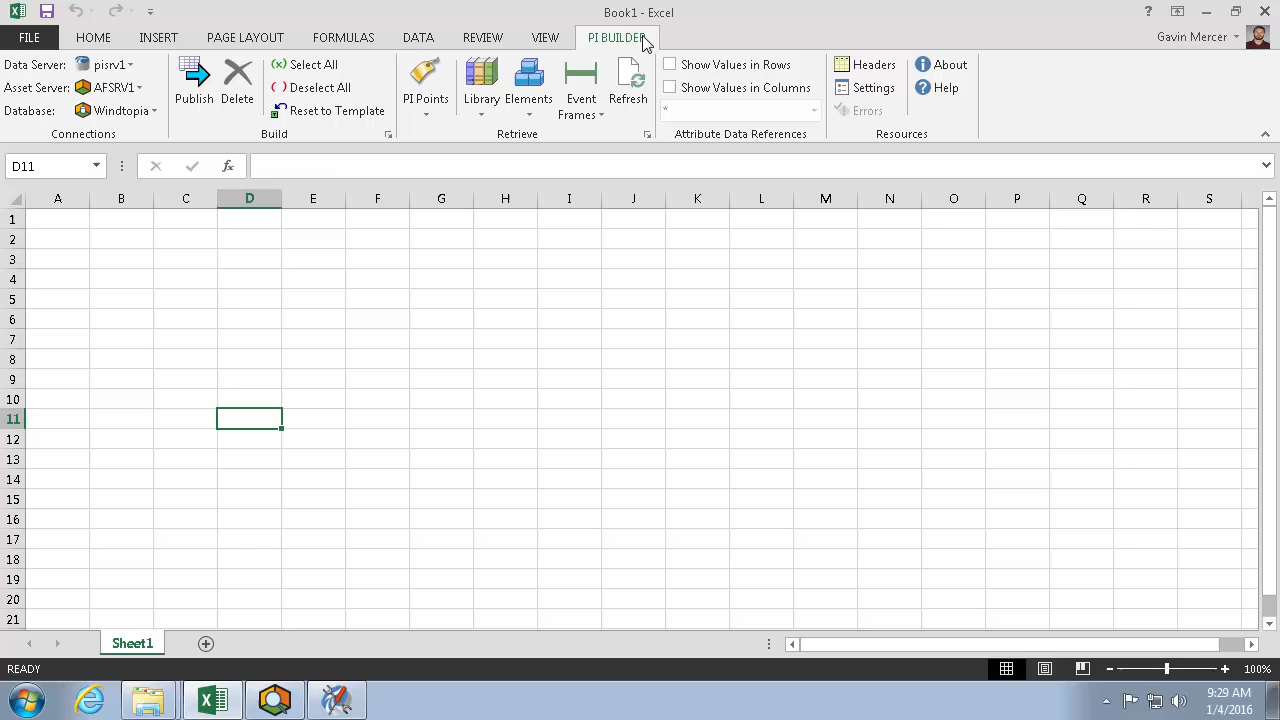 Book1 - Excel
FILE HOME INSERT PAGE LAYOUT FORMULAS DATA REVIEW VIEW PI BUILDER Gavin Mercer
Data Server: pisrv1
Asset Server: AFSRV1
Database: Windtopia
Connections
Publish Delete
Select All
Deselect All
Reset to Template
Build
PI Points Library Elements Event Frames Refresh
Retrieve
Show Values in Rows
Show Values in Columns
*
Attribute Data References
Headers
Settings
Errors
About
Help
Resources
D11 fx
A B C D E F G H I J K L M N O P Q R S
1
2
3
4
5
6
7
8
9
10
11
12
13
14
15
16
17
18
19
20
21
Sheet1
READY 100%
9:29 AM
1/4/2016